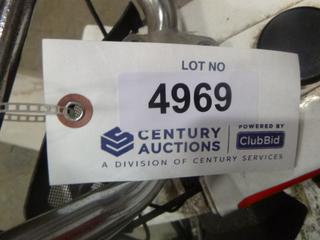 LOT NO
4969
CENTURY
AUCTIONS
POWERED BY
ClubBid
A DIVISION OF CENTURY SERVICES